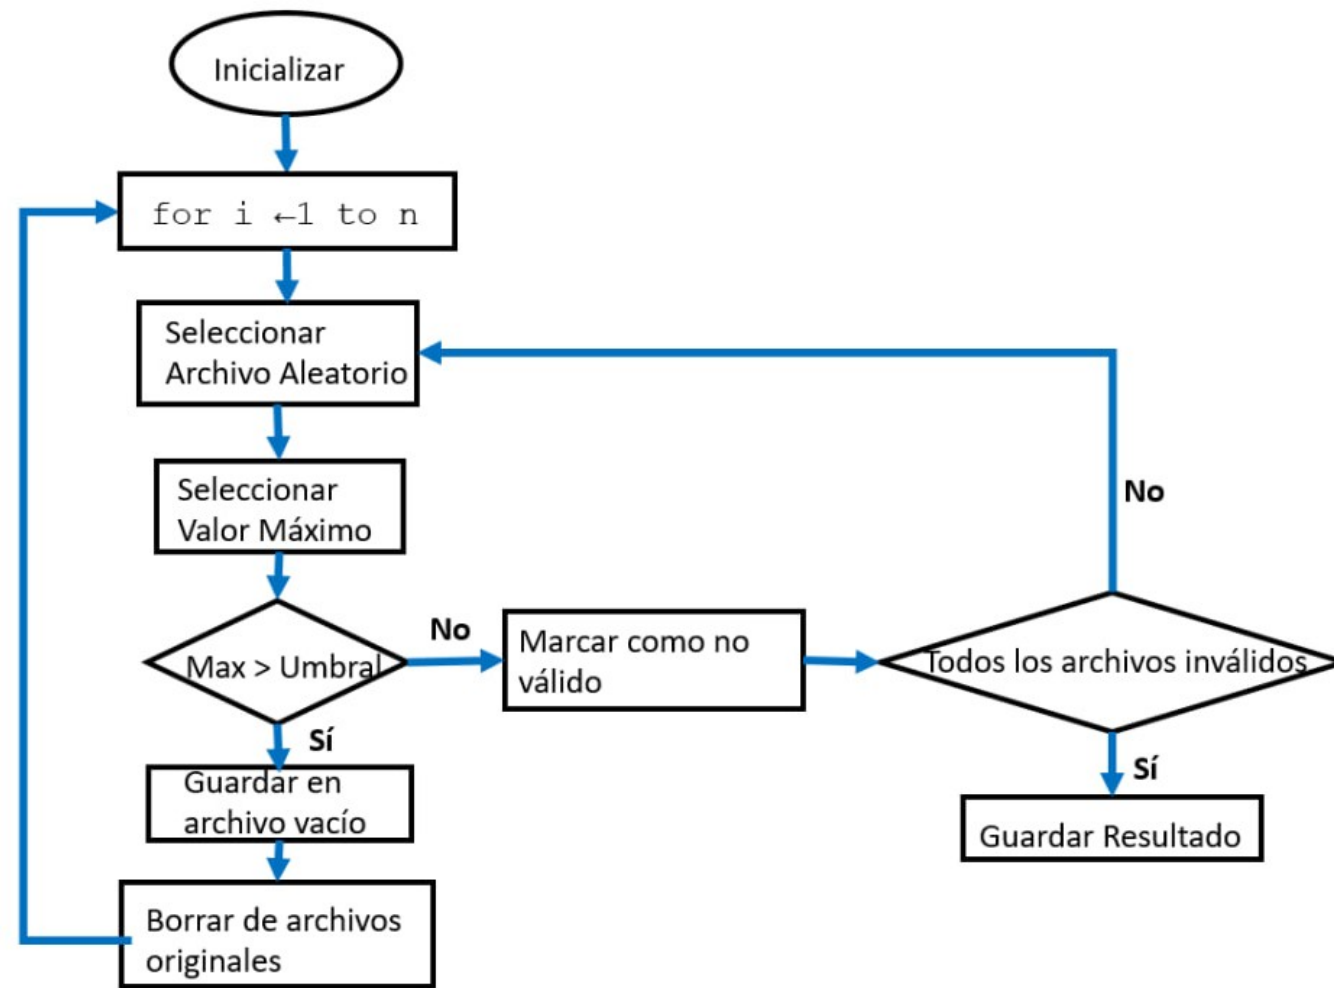 Inicializar
for i ←1 to n
Seleccionar
Archivo Aleatorio
Seleccionar
Valor Máximo
No
Max > Umbral
No
Marcar como no
válido
Todos los archivos inválidos
Sí
Guardar en
archivo vacío
Sí
Guardar Resultado
Borrar de archivos
originales